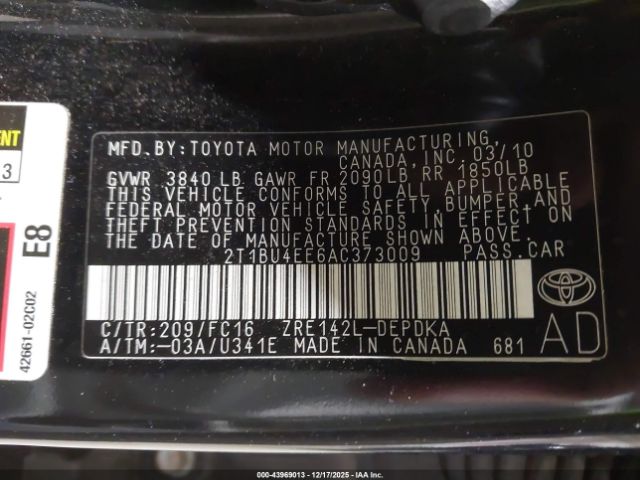 MFD.BY:TOYOTA MOTOR MANUFACTURING,
CANADA,INC. 03/10
GVWR 3840 LB GAWR FR 2090LB RR 1850LB
THIS VEHICLE CONFORMS TO ALL APPLICABLE
FEDERAL MOTOR VEHICLE SAFETY, BUMPER,AND
THEFT PREVENTION STANDARDS IN EFFECT ON
THE DATE OF MANUFACTURE SHOWN ABOVE.
2T1BU4EE6AC373009 PASS.CAR
C/TR:209/FC16 ZRE142L-DEPDKA
A/TM:-03A/U341E MADE IN CANADA 681
AD
TOYOTA
3
E8
42661-02C02
000-43969013 | 12/17/2025 | IAA Inc.